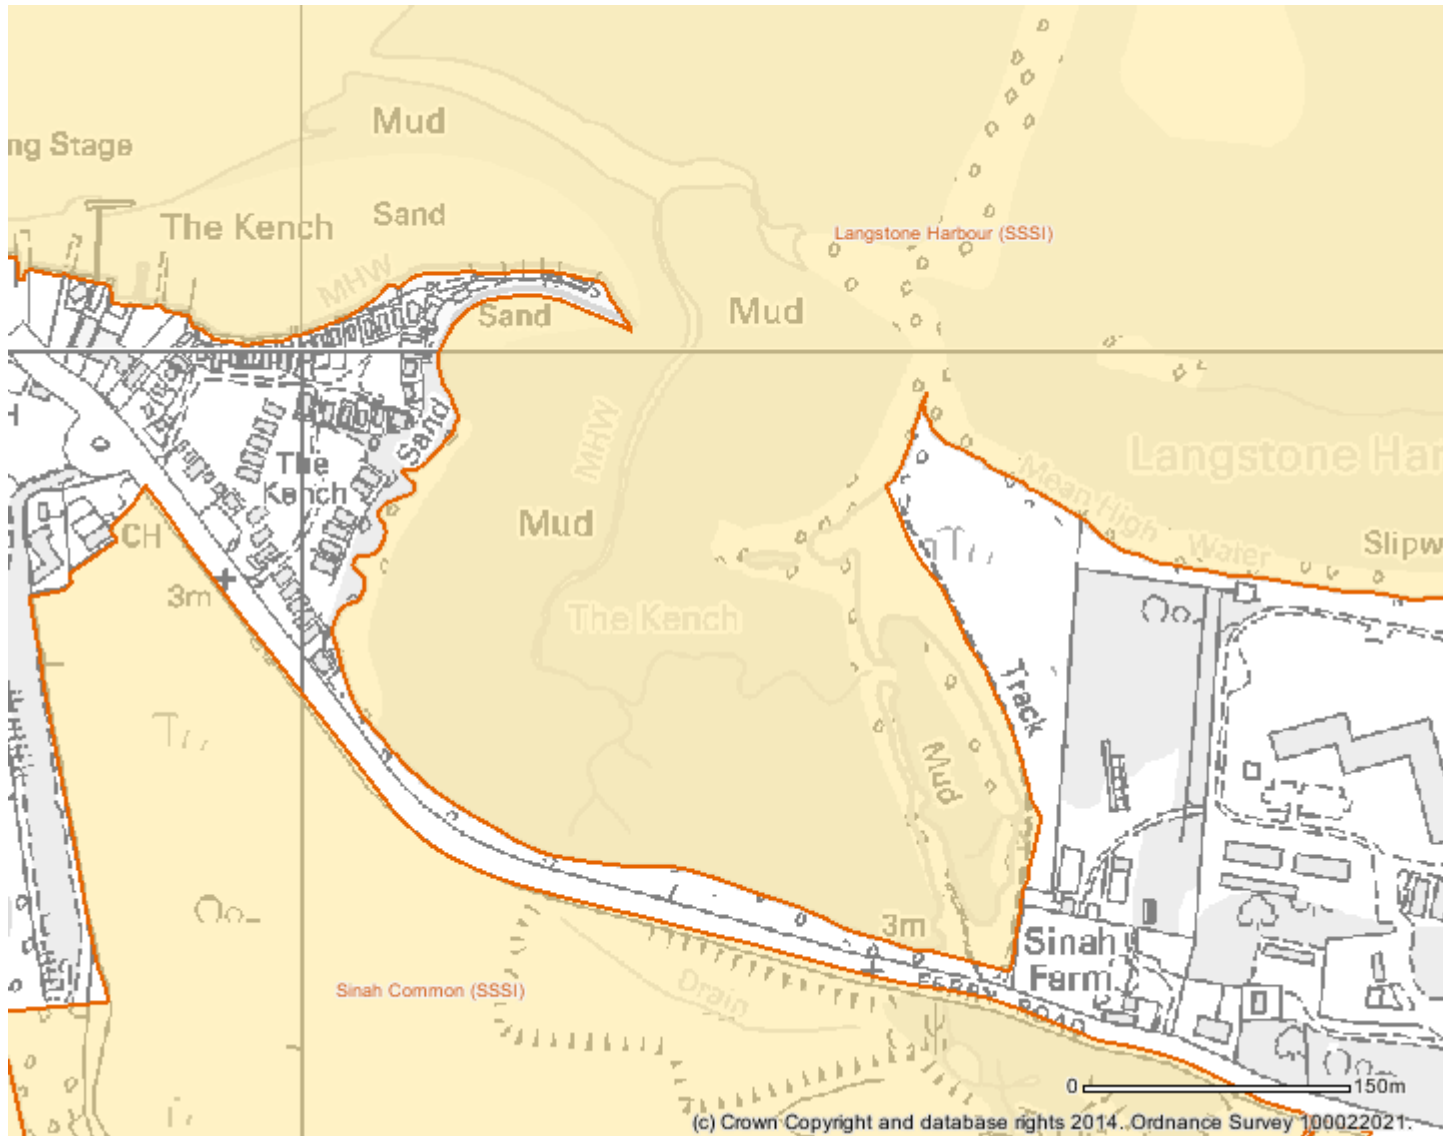 Mud
ng Stage
The Kench
Sand
Langstone Harbour (SSSI)
MHW
Sand
Mud
Sand
MHW
Langstone Har
The
Kench
Mean High Water
Mud
CH
Slipw
3m
The Kench
Track
Mud
3m
Sinah
Farm
FERRY ROAD
Sinah Common (SSSI)
Drain
0 150m
(c) Crown Copyright and database rights 2014. Ordnance Survey 100022021.